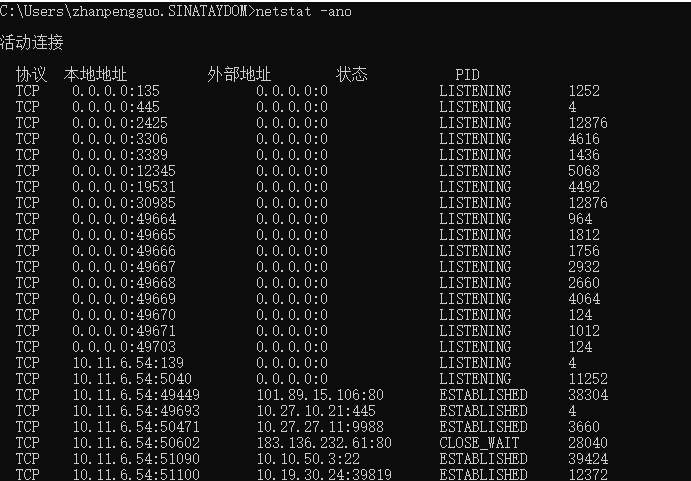 C:\Users\zhanpengguo.SINATAYDOM>netstat -ano
活动连接
协议 本地地址 外部地址 状态 PID
TCP 0.0.0.0:135 0.0.0.0:0 LISTENING 1252
TCP 0.0.0.0:445 0.0.0.0:0 LISTENING 4
TCP 0.0.0.0:2425 0.0.0.0:0 LISTENING 12876
TCP 0.0.0.0:3306 0.0.0.0:0 LISTENING 4616
TCP 0.0.0.0:3389 0.0.0.0:0 LISTENING 1436
TCP 0.0.0.0:12345 0.0.0.0:0 LISTENING 5068
TCP 0.0.0.0:19531 0.0.0.0:0 LISTENING 4492
TCP 0.0.0.0:30985 0.0.0.0:0 LISTENING 12876
TCP 0.0.0.0:49664 0.0.0.0:0 LISTENING 964
TCP 0.0.0.0:49665 0.0.0.0:0 LISTENING 1812
TCP 0.0.0.0:49666 0.0.0.0:0 LISTENING 1756
TCP 0.0.0.0:49667 0.0.0.0:0 LISTENING 2932
TCP 0.0.0.0:49668 0.0.0.0:0 LISTENING 2660
TCP 0.0.0.0:49669 0.0.0.0:0 LISTENING 4064
TCP 0.0.0.0:49670 0.0.0.0:0 LISTENING 124
TCP 0.0.0.0:49671 0.0.0.0:0 LISTENING 1012
TCP 0.0.0.0:49703 0.0.0.0:0 LISTENING 124
TCP 10.11.6.54:139 0.0.0.0:0 LISTENING 4
TCP 10.11.6.54:5040 0.0.0.0:0 LISTENING 11252
TCP 10.11.6.54:49449 101.89.15.106:80 ESTABLISHED 38304
TCP 10.11.6.54:49693 10.27.10.21:445 ESTABLISHED 4
TCP 10.11.6.54:50471 10.27.27.11:9988 ESTABLISHED 3660
TCP 10.11.6.54:50602 183.136.232.61:80 CLOSE_WAIT 28040
TCP 10.11.6.54:51090 10.10.50.3:22 ESTABLISHED 39424
TCP 10.11.6.54:51100 10.19.30.24:39819 ESTABLISHED 12372